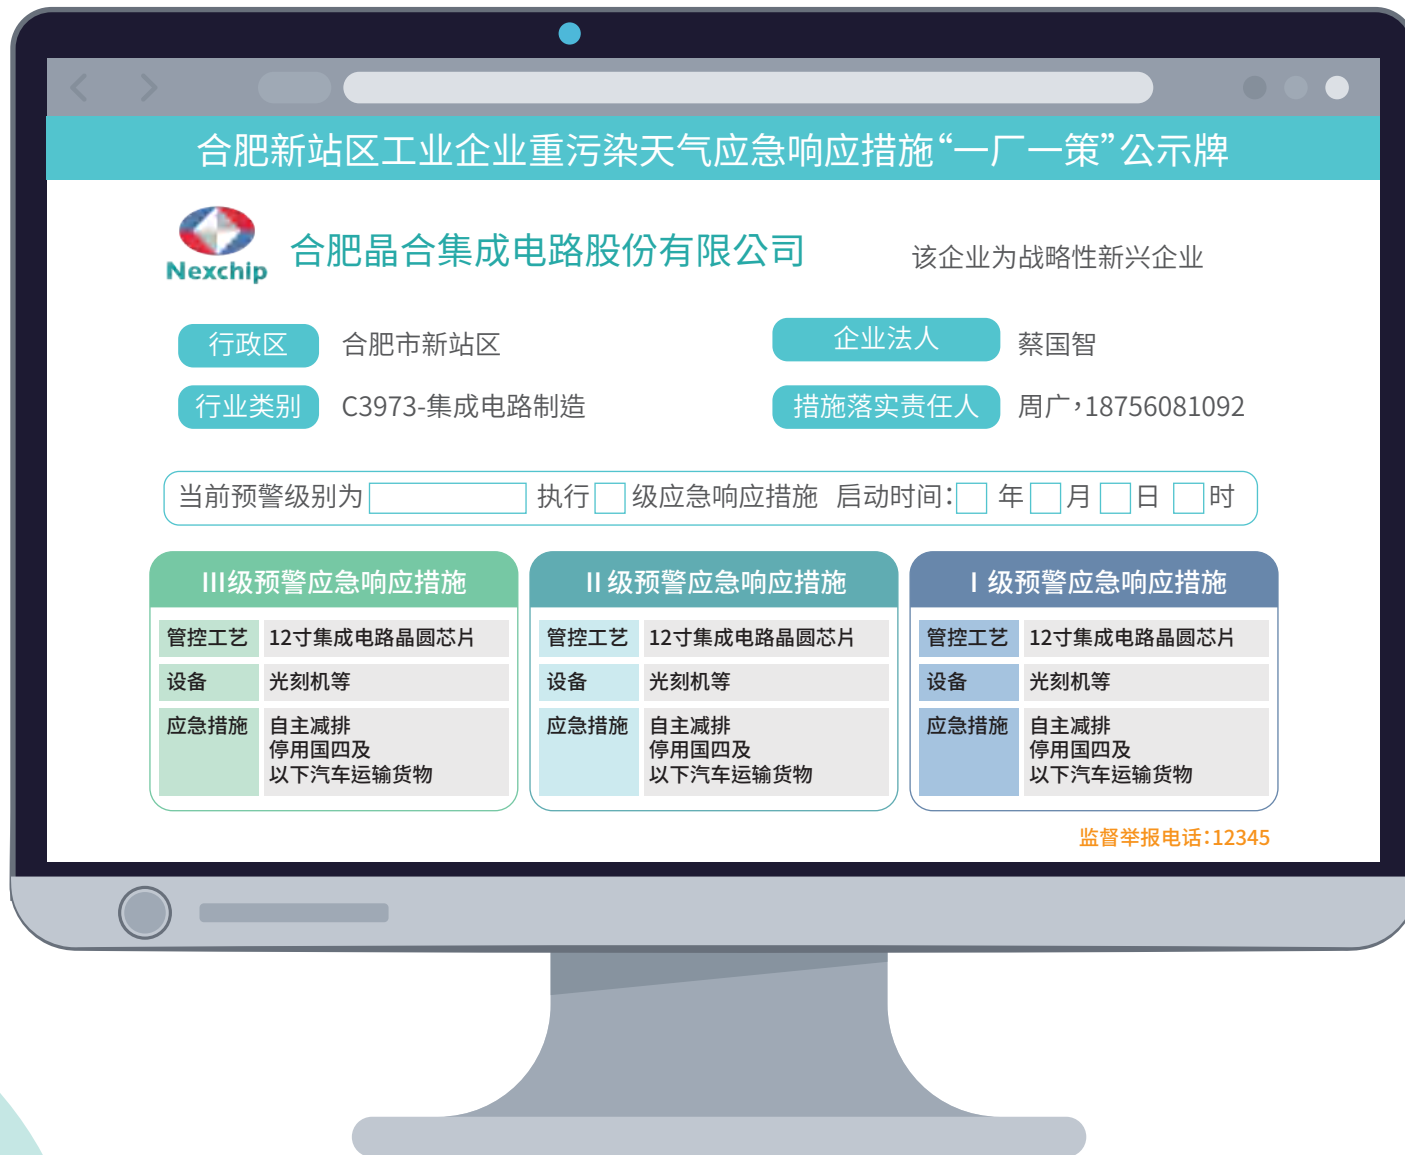 合肥新站区工业企业重污染天气应急响应措施“一厂一策”公示牌
Nexchip
合肥晶合集成电路股份有限公司
该企业为战略性新兴企业
行政区 合肥市新站区
企业法人 蔡国智
行业类别 C3973-集成电路制造
措施落实责任人 周广,18756081092
当前预警级别为 执行 级应急响应措施 启动时间: 年 月 日 时
III级预警应急响应措施
管控工艺 12寸集成电路晶圆芯片
设备 光刻机等
应急措施 自主减排
停用国四及
以下汽车运输货物
II级预警应急响应措施
管控工艺 12寸集成电路晶圆芯片
设备 光刻机等
应急措施 自主减排
停用国四及
以下汽车运输货物
I级预警应急响应措施
管控工艺 12寸集成电路晶圆芯片
设备 光刻机等
应急措施 自主减排
停用国四及
以下汽车运输货物
监督举报电话:12345